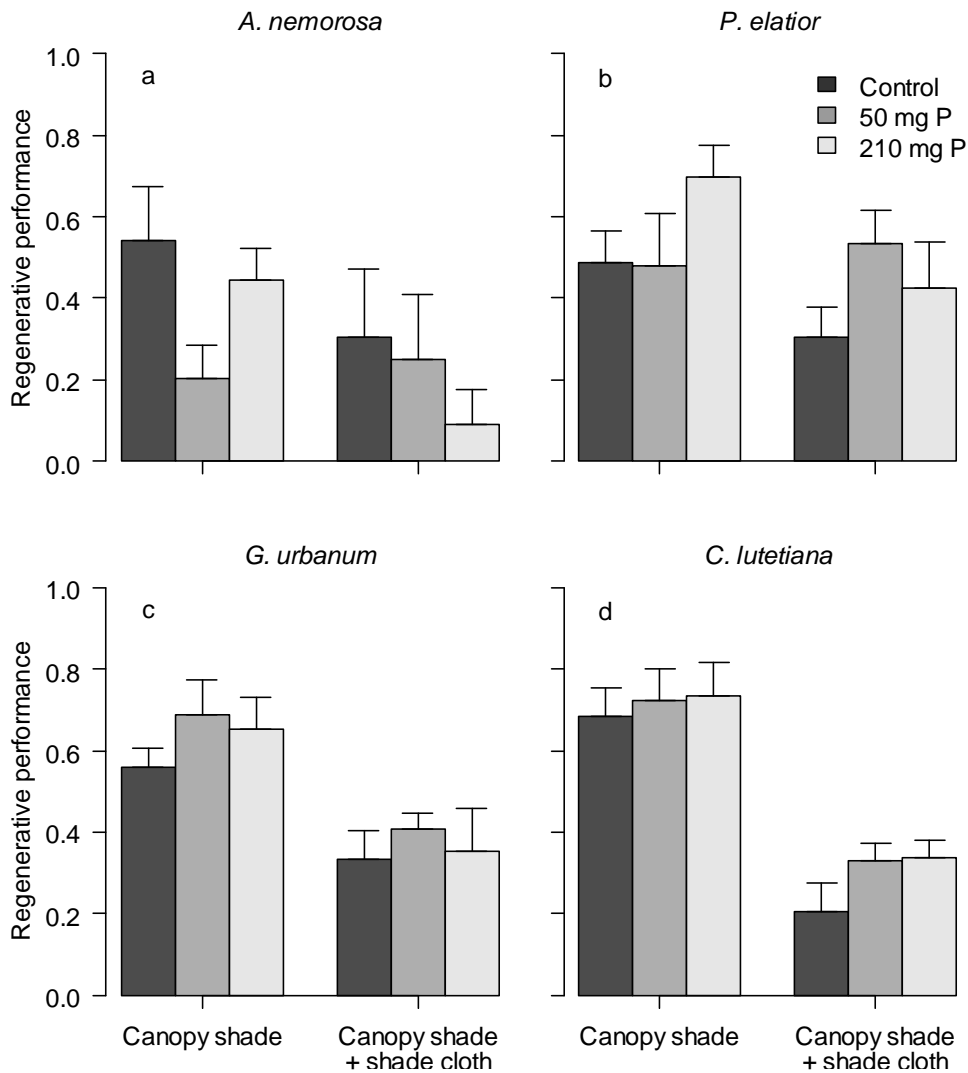 A. nemorosa
P. elatior
1.0
0.8
0.6
0.4
0.2
0.0
Regenerative performance
a
b
Control
50 mg P
210 mg P
G. urbanum
C. lutetiana
1.0
0.8
0.6
0.4
0.2
0.0
Regenerative performance
c
d
Canopy shade
Canopy shade
+ shade cloth
Canopy shade
Canopy shade
+ shade cloth